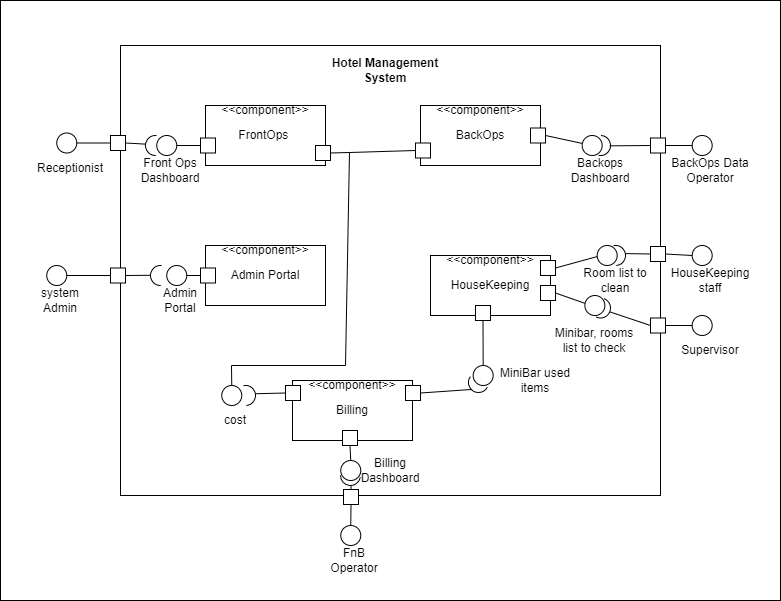 Hotel Management
System
<<component>>
FrontOps
<<component>>
BackOps
Receptionist
Front Ops
Dashboard
Backops
Dashboard
BackOps Data
Operator
<<component>>
Admin Portal
system
Admin
Admin
Portal
<<component>>
HouseKeeping
Room list to
clean
HouseKeeping
staff
Minibar, rooms
list to check
Supervisor
MiniBar used
items
<<component>>
Billing
cost
Billing
Dashboard
FnB
Operator